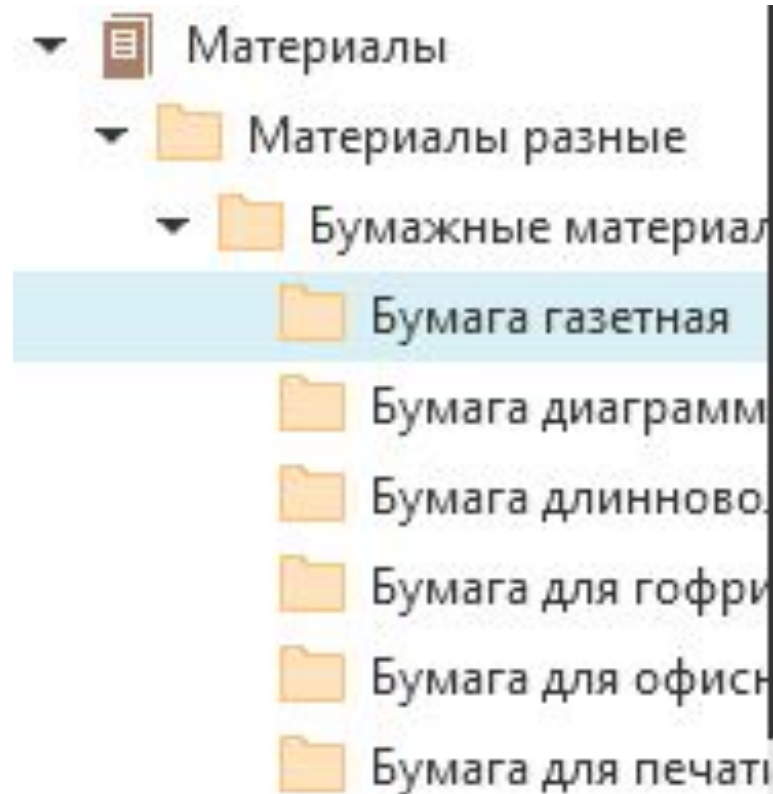 Материалы
Материалы разные
Бумажные материал
Бумага газетная
Бумага диаграмм
Бумага длинново
Бумага для гофри
Бумага для офисн
Бумага для печати